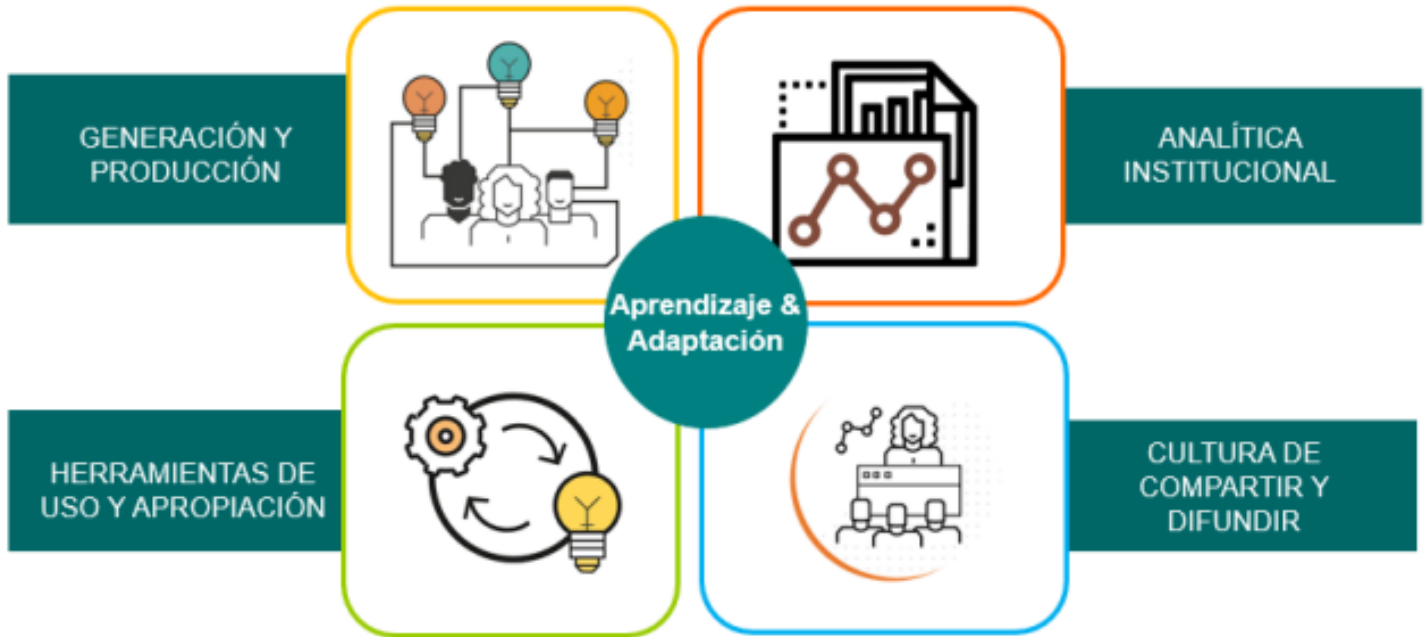 GENERACIÓN Y
PRODUCCIÓN
ANALÍTICA
INSTITUCIONAL
Aprendizaje &
Adaptación
HERRAMIENTAS DE
USO Y APROPIACIÓN
CULTURA DE
COMPARTIR Y
DIFUNDIR